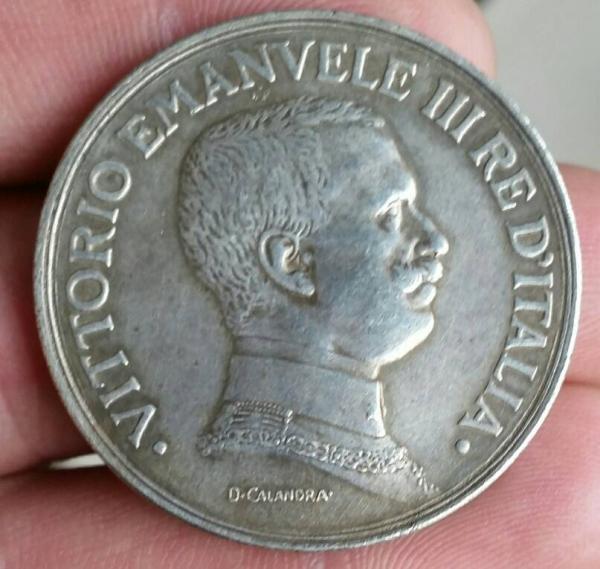 · VITTORIO EMANVELE III RE D'ITALIA ·
D·CALANDRA·